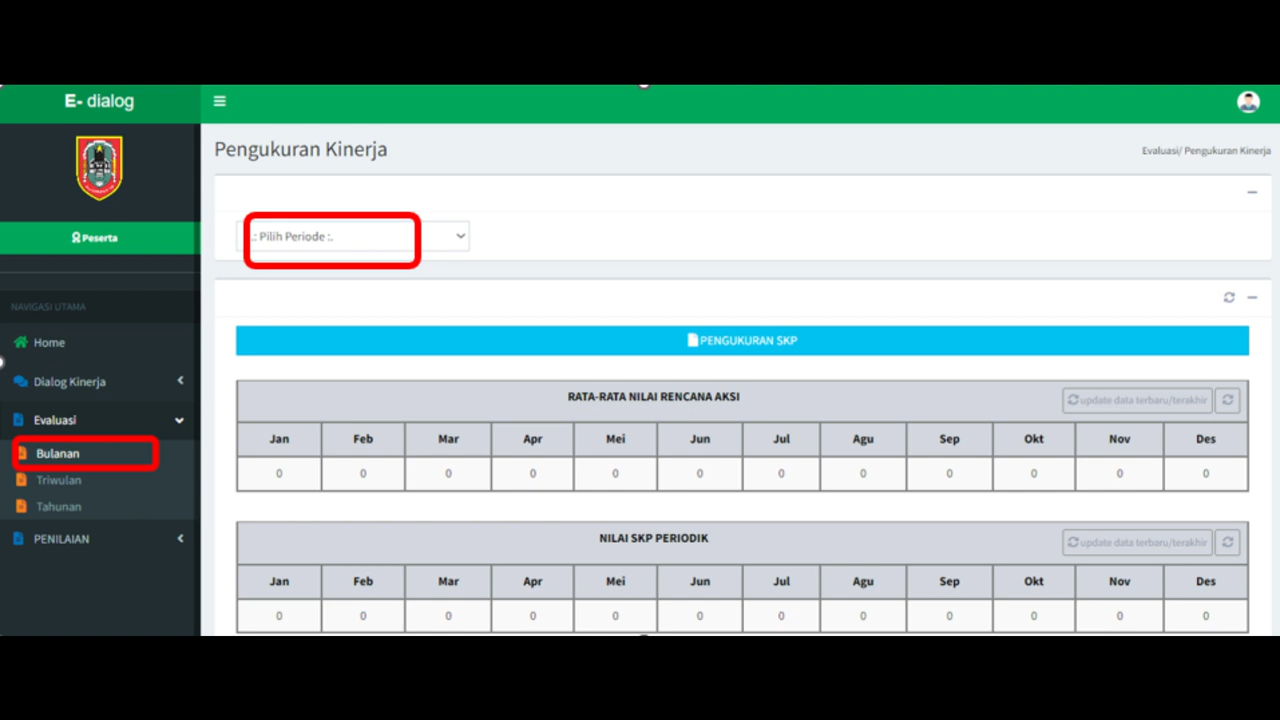 E- dialog
Pengukuran Kinerja
Evaluasi/ Pengukuran Kinerja
Peserta
.: Pilih Periode :.
NAVIGASI UTAMA
Home
Dialog Kinerja
Evaluasi
Bulanan
Triwulan
Tahunan
PENILAIAN
PENGUKURAN SKP
RATA-RATA NILAI RENCANA AKSI
update data terbaru/terakhir
Jan Feb Mar Apr Mei Jun Jul Agu Sep Okt Nov Des
0 0 0 0 0 0 0 0 0 0 0 0
NILAI SKP PERIODIK
update data terbaru/terakhir
Jan Feb Mar Apr Mei Jun Jul Agu Sep Okt Nov Des
0 0 0 0 0 0 0 0 0 0 0 0